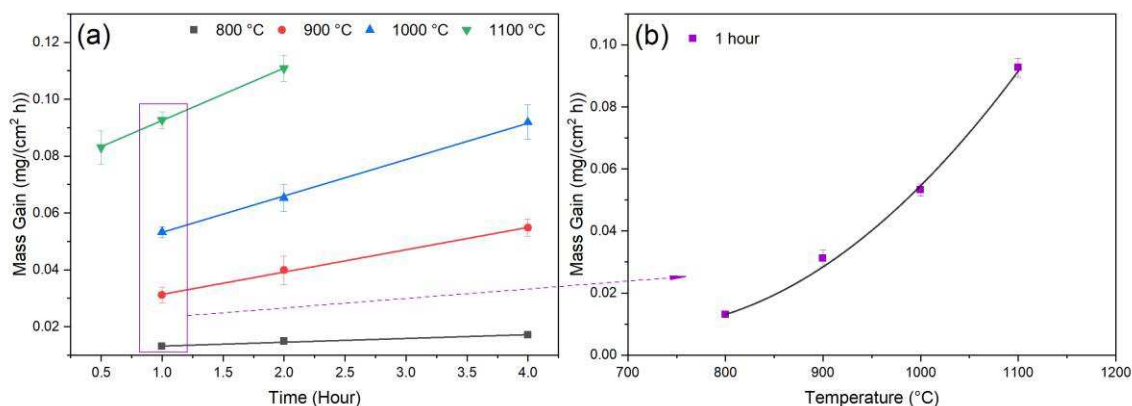 (a)
800 °C 900 °C 1000 °C 1100 °C
0.12
0.10
0.08
0.06
0.04
0.02
Mass Gain (mg/(cm² h))
0.5 1.0 1.5 2.0 2.5 3.0 3.5 4.0
Time (Hour)
(b)
1 hour
0.10
0.08
0.06
0.04
0.02
0.00
Mass Gain (mg/(cm² h))
700 800 900 1000 1100 1200
Temperature (°C)